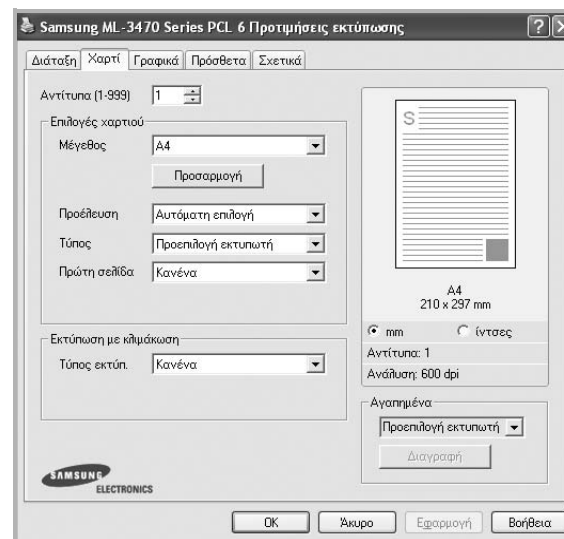 Samsung ML-3470 Series PCL 6 Προτιμήσεις εκτύπωσης
Διάταξη Χαρτί Γραφικά Πρόσθετα Σχετικά
Αντίτυπα (1-999) 1
Επιλογές χαρτιού
Μέγεθος A4
Προσαρμογή
Προέλευση Αυτόματη επιλογή
Τύπος Προεπιλογή εκτυπωτή
Πρώτη σελίδα Κανένα
Εκτύπωση με κλιμάκωση
Τύπος εκτύπ. Κανένα
SAMSUNG
ELECTRONICS
S
A4
210 x 297 mm
mm ίντσες
Αντίτυπα: 1
Ανάλυση: 600 dpi
Αγαπημένα
Προεπιλογή εκτυπωτή
Διαγραφή
OK Άκυρο Εφαρμογή Βοήθεια